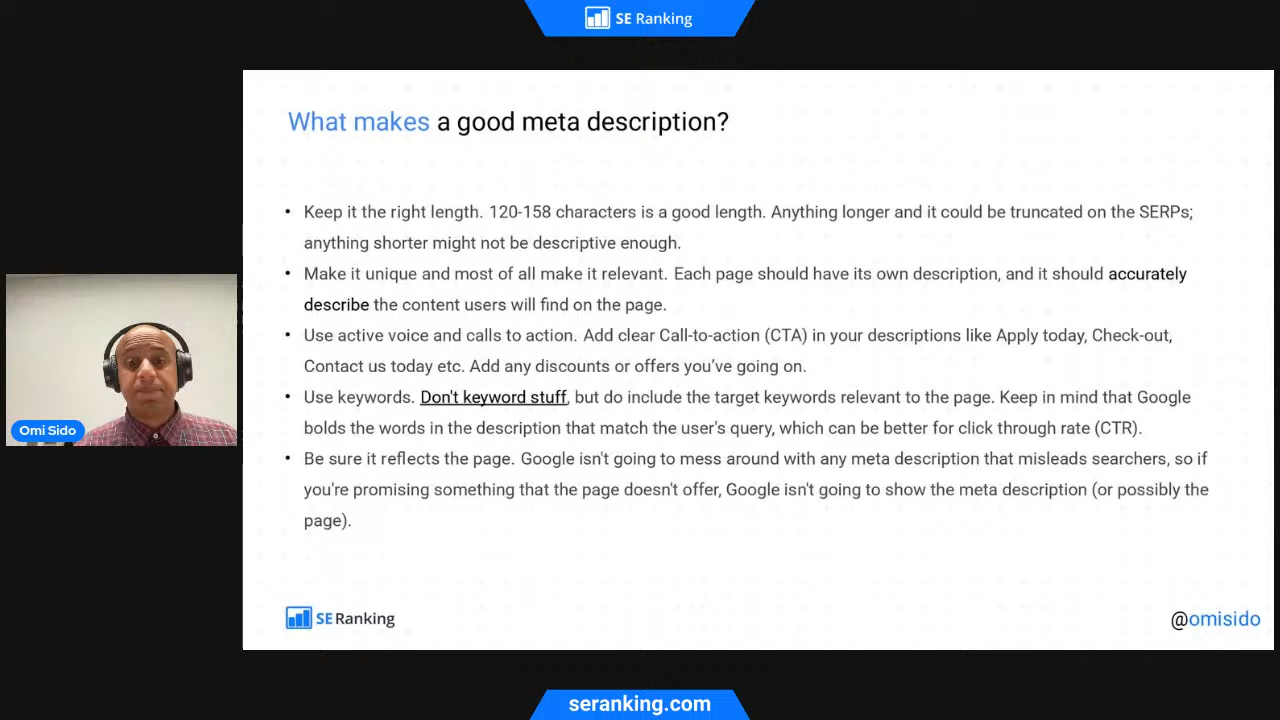 SE Ranking
What makes a good meta description?
• Keep it the right length. 120-158 characters is a good length. Anything longer and it could be truncated on the SERPs;
anything shorter might not be descriptive enough.
• Make it unique and most of all make it relevant. Each page should have its own description, and it should accurately
describe the content users will find on the page.
• Use active voice and calls to action. Add clear Call-to-action (CTA) in your descriptions like Apply today, Check-out,
Contact us today etc. Add any discounts or offers you’ve going on.
• Use keywords. Don't keyword stuff, but do include the target keywords relevant to the page. Keep in mind that Google
bolds the words in the description that match the user's query, which can be better for click through rate (CTR).
• Be sure it reflects the page. Google isn't going to mess around with any meta description that misleads searchers, so if
you're promising something that the page doesn't offer, Google isn't going to show the meta description (or possibly the
page).
Omi Sido
SE Ranking
@omisido
seranking.com